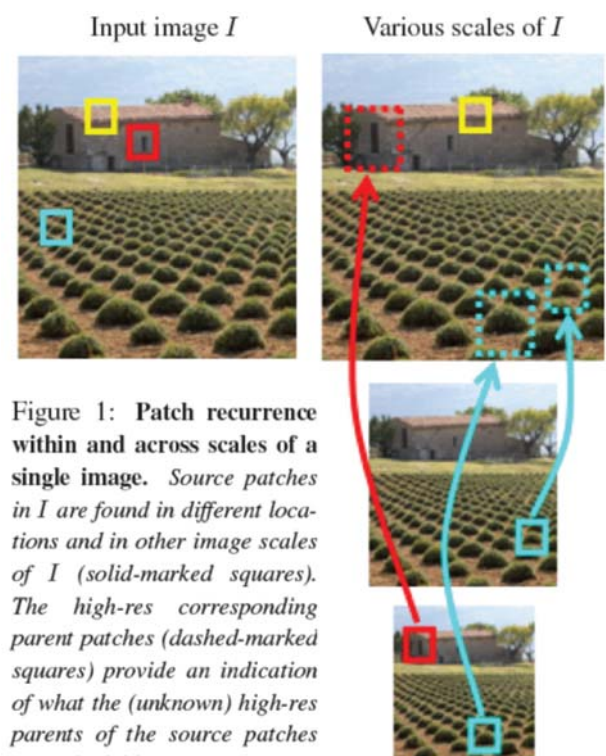 Input image I
Various scales of I
Figure 1: Patch recurrence
within and across scales of a
single image. Source patches
in I are found in different loca-
tions and in other image scales
of I (solid-marked squares).
The high-res corresponding
parent patches (dashed-marked
squares) provide an indication
of what the (unknown) high-res
parents of the source patches